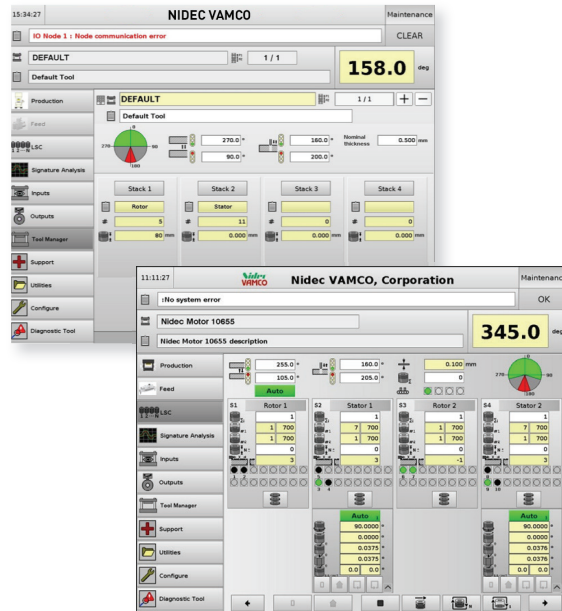 15:34:27 NIDEC VAMCO Maintenance
IO Node 1 : Node communication error CLEAR
DEFAULT 1 / 1
Default Tool
158.0 deg
Production
Feed
LSC
Signature Analysis
Inputs
Outputs
Tool Manager
Support
Utilities
Configure
Diagnostic Tool
DEFAULT 1 / 1 + −
Default Tool
0
270 90
180
270.0 °
90.0 °
160.0 °
200.0 °
Nominal thickness 0.500 mm
Stack 1 Stack 2 Stack 3 Stack 4
Rotor Stator
# 5 # 11 # 0 # 0
80 mm 0.000 mm 0.000 mm 0.000 mm
11:11:27 Nidec VAMCO Nidec VAMCO, Corporation Maintenanc
:No system error OK
Nidec Motor 10655
Nidec Motor 10655 description
345.0 deg
Production
Feed
LSC
Signature Analysis
Inputs
Outputs
Tool Manager
Support
Utilities
Configure
Diagnostic Tool
255.0 °
105.0 °
Auto
160.0 °
205.0 °
0.100 mm
0
0
270 90
180
S1 Rotor 1 S2 Stator 1 S3 Rotor 2 S4 Stator 2
1 1 1 1
1 700 7 700 1 700 7 700
1 700 1 700 1 700 1 700
0 0 0 0
3 3 -1 3
1 2 3 4 6 7 8 9 10
Auto Auto
90.0000 ° 90.0000 °
0.0000 ° 0.0000 °
0.0375 ° 0.0376 °
0.0375 ° 0.0376 °
0.0 0.0 0.0 0.0